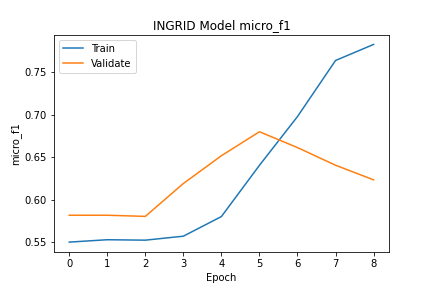 INGRID Model micro_f1
Train
Validate
micro_f1
0.75
0.70
0.65
0.60
0.55
0 1 2 3 4 5 6 7 8
Epoch